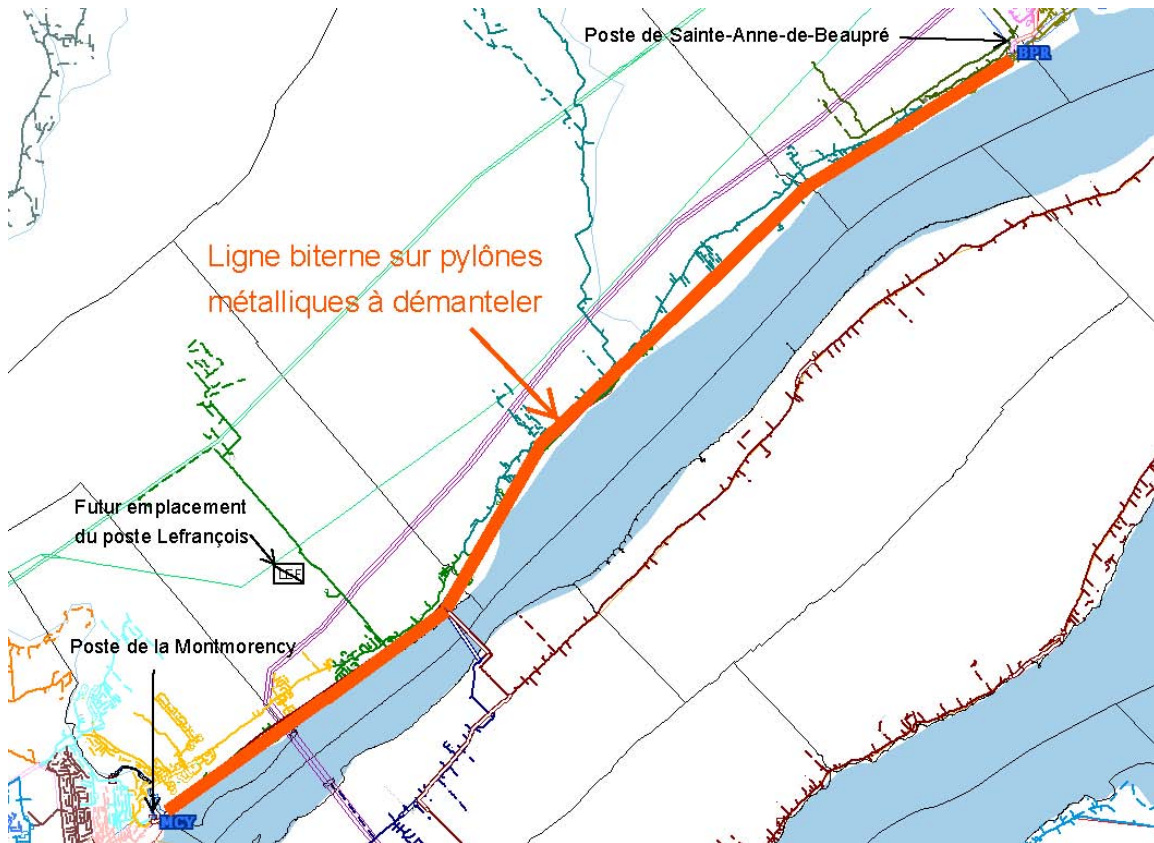 Poste de Sainte-Anne-de-Beaupré
BPR
Ligne biterne sur pylônes
métalliques à démanteler
Futur emplacement
du poste Lefrançois
LEF
Poste de la Montmorency
MCY